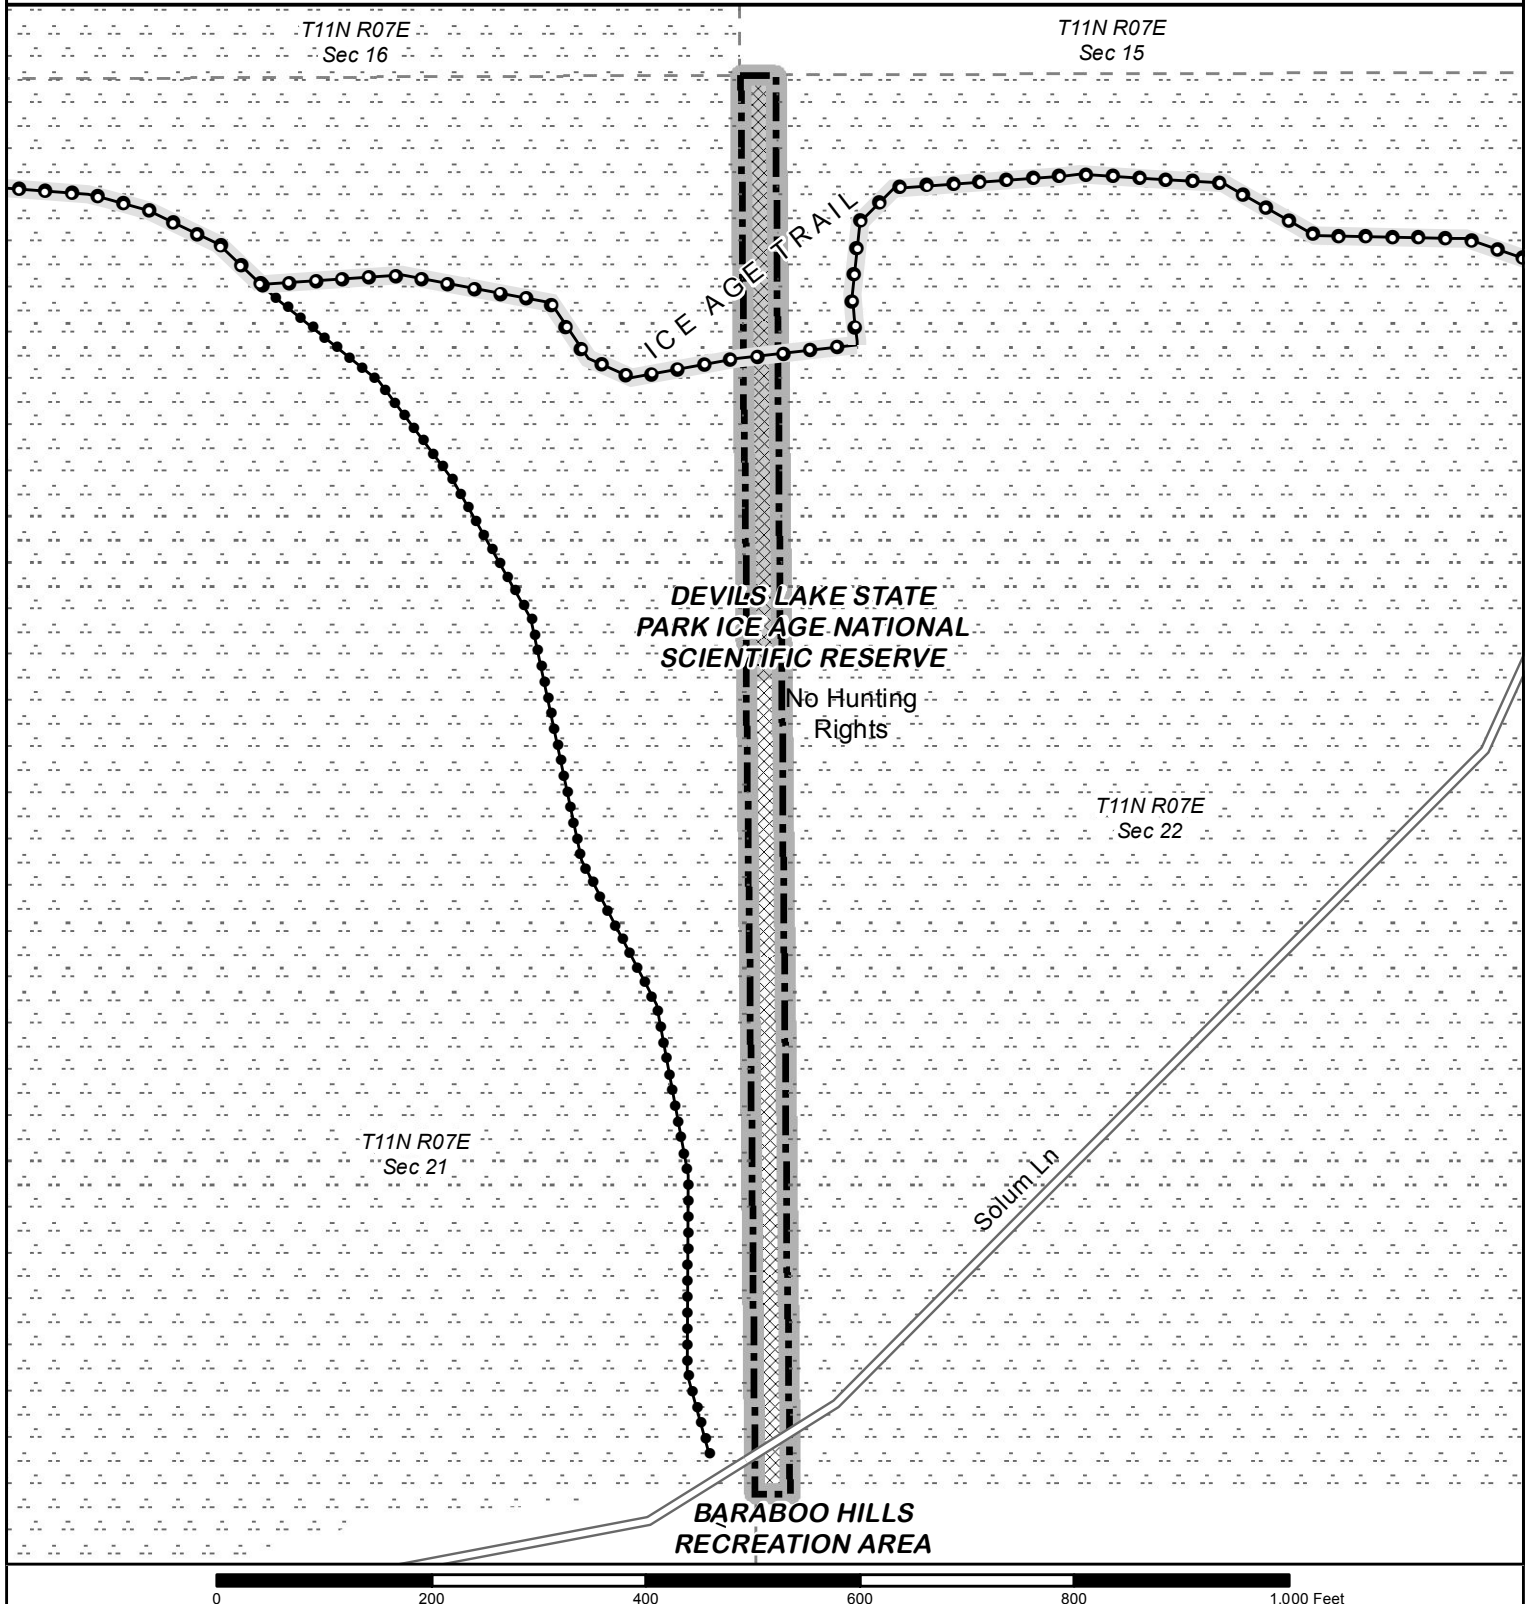 T11N R07E
Sec 16
T11N R07E
Sec 15
ICE AGE TRAIL
DEVILS LAKE STATE
PARK ICE AGE NATIONAL
SCIENTIFIC RESERVE
No Hunting
Rights
T11N R07E
Sec 22
T11N R07E
Sec 21
Solum Ln
BARABOO HILLS
RECREATION AREA
0 200 400 600 800 1,000 Feet